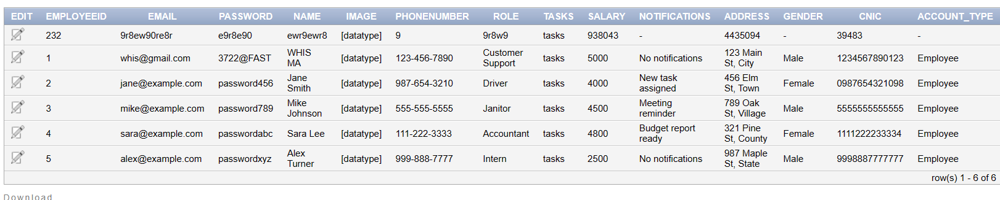 EDIT EMPLOYEEID EMAIL PASSWORD NAME IMAGE PHONENUMBER ROLE TASKS SALARY NOTIFICATIONS ADDRESS GENDER CNIC ACCOUNT_TYPE
232 9r8ew90re8r e9r8e90 ewr9ewr8 [datatype] 9 9r8w9 tasks 938043 - 4435094 - 39483 -
1 whis@gmail.com 3722@FAST WHIS MA [datatype] 123-456-7890 Customer Support tasks 5000 No notifications 123 Main St, City Male 1234567890123 Employee
2 jane@example.com password456 Jane Smith [datatype] 987-654-3210 Driver tasks 4000 New task assigned 456 Elm St, Town Female 0987654321098 Employee
3 mike@example.com password789 Mike Johnson [datatype] 555-555-5555 Janitor tasks 4500 Meeting reminder 789 Oak St, Village Male 5555555555555 Employee
4 sara@example.com passwordabc Sara Lee [datatype] 111-222-3333 Accountant tasks 4800 Budget report ready 321 Pine St, County Female 1111222233334 Employee
5 alex@example.com passwordxyz Alex Turner [datatype] 999-888-7777 Intern tasks 2500 No notifications 987 Maple St, State Male 9998887777777 Employee
row(s) 1 - 6 of 6
Download